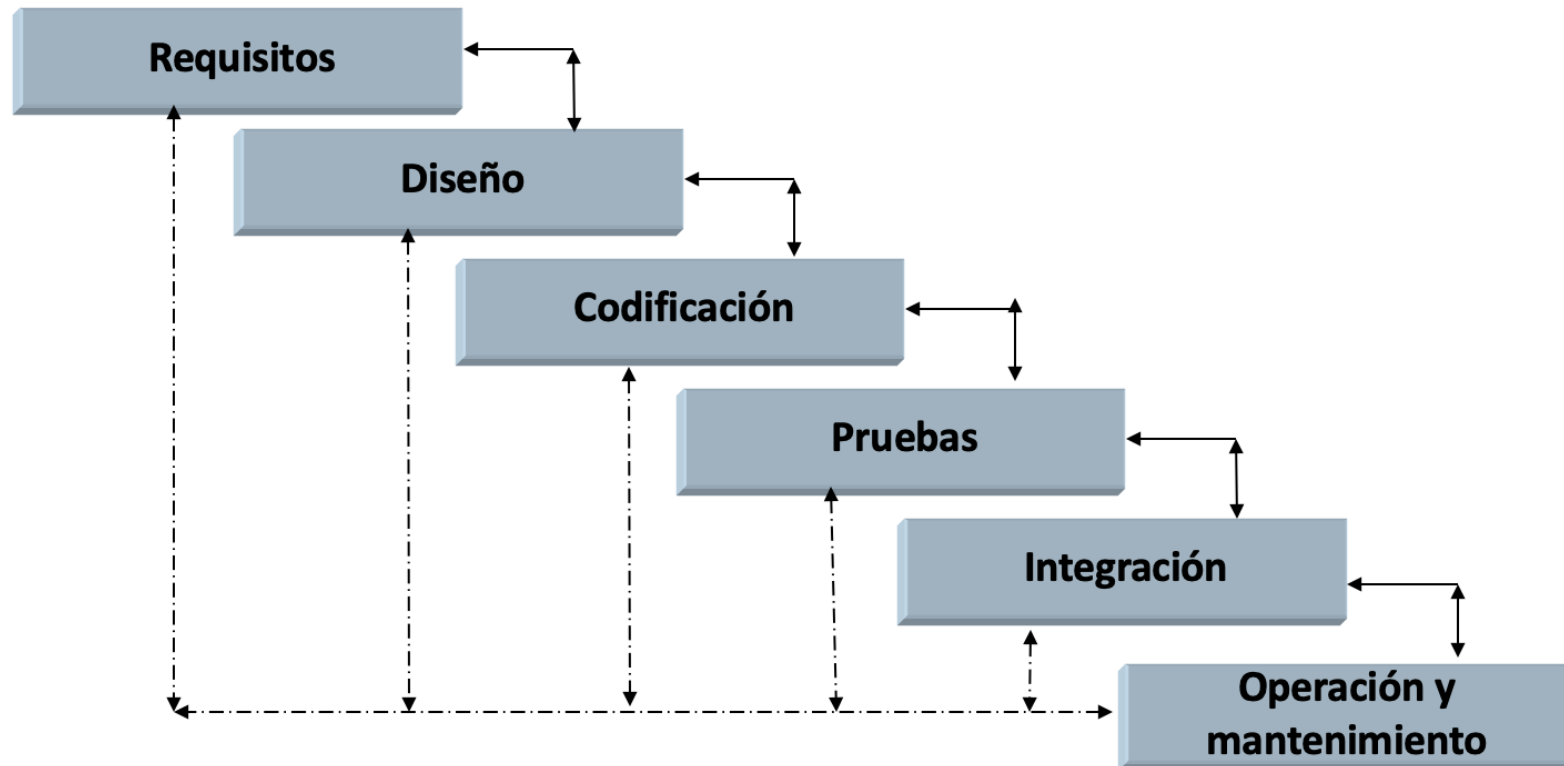 Requisitos
Diseño
Codificación
Pruebas
Integración
Operación y
mantenimiento